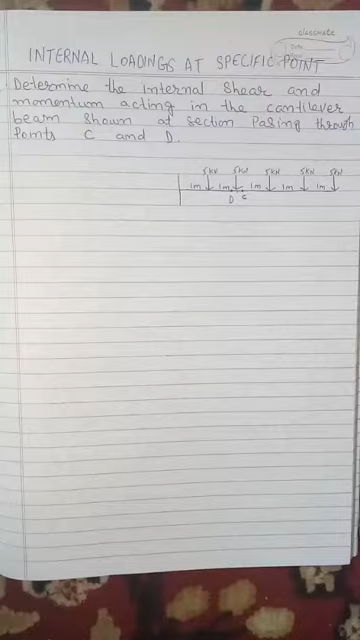 classmate
Date
INTERNAL LOADINGS AT SPECIFIC POINT
Determine the Internal Shear and
momentum acting in the cantilever
beam shown at section Pasing through
Points C and D.
5kN 5kN 5kN 5kN 5kN
1m 1m 1m 1m 1m
D C